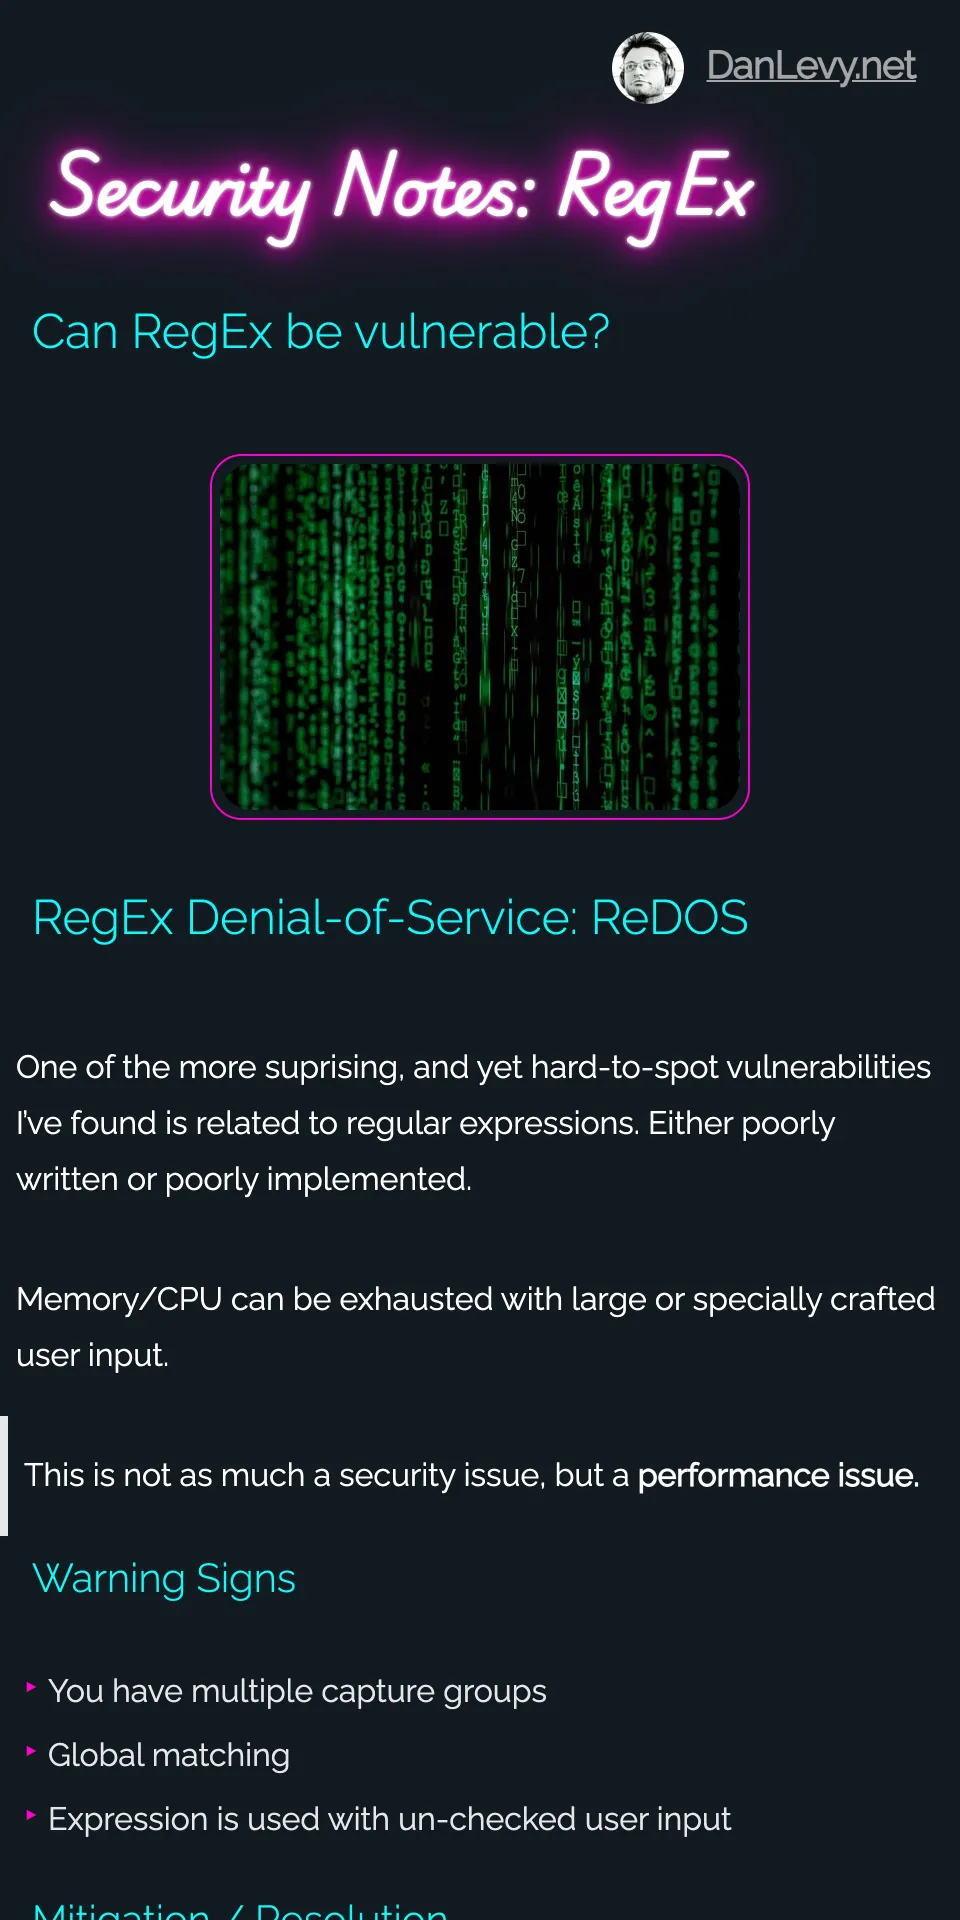 DanLevy.net
Security Notes: RegEx
Can RegEx be vulnerable?
RegEx Denial-of-Service: ReDOS
One of the more suprising, and yet hard-to-spot vulnerabilities
I've found is related to regular expressions. Either poorly
written or poorly implemented.
Memory/CPU can be exhausted with large or specially crafted
user input.
This is not as much a security issue, but a performance issue.
Warning Signs
‣ You have multiple capture groups
‣ Global matching
‣ Expression is used with un-checked user input
Mitigation / Resolution